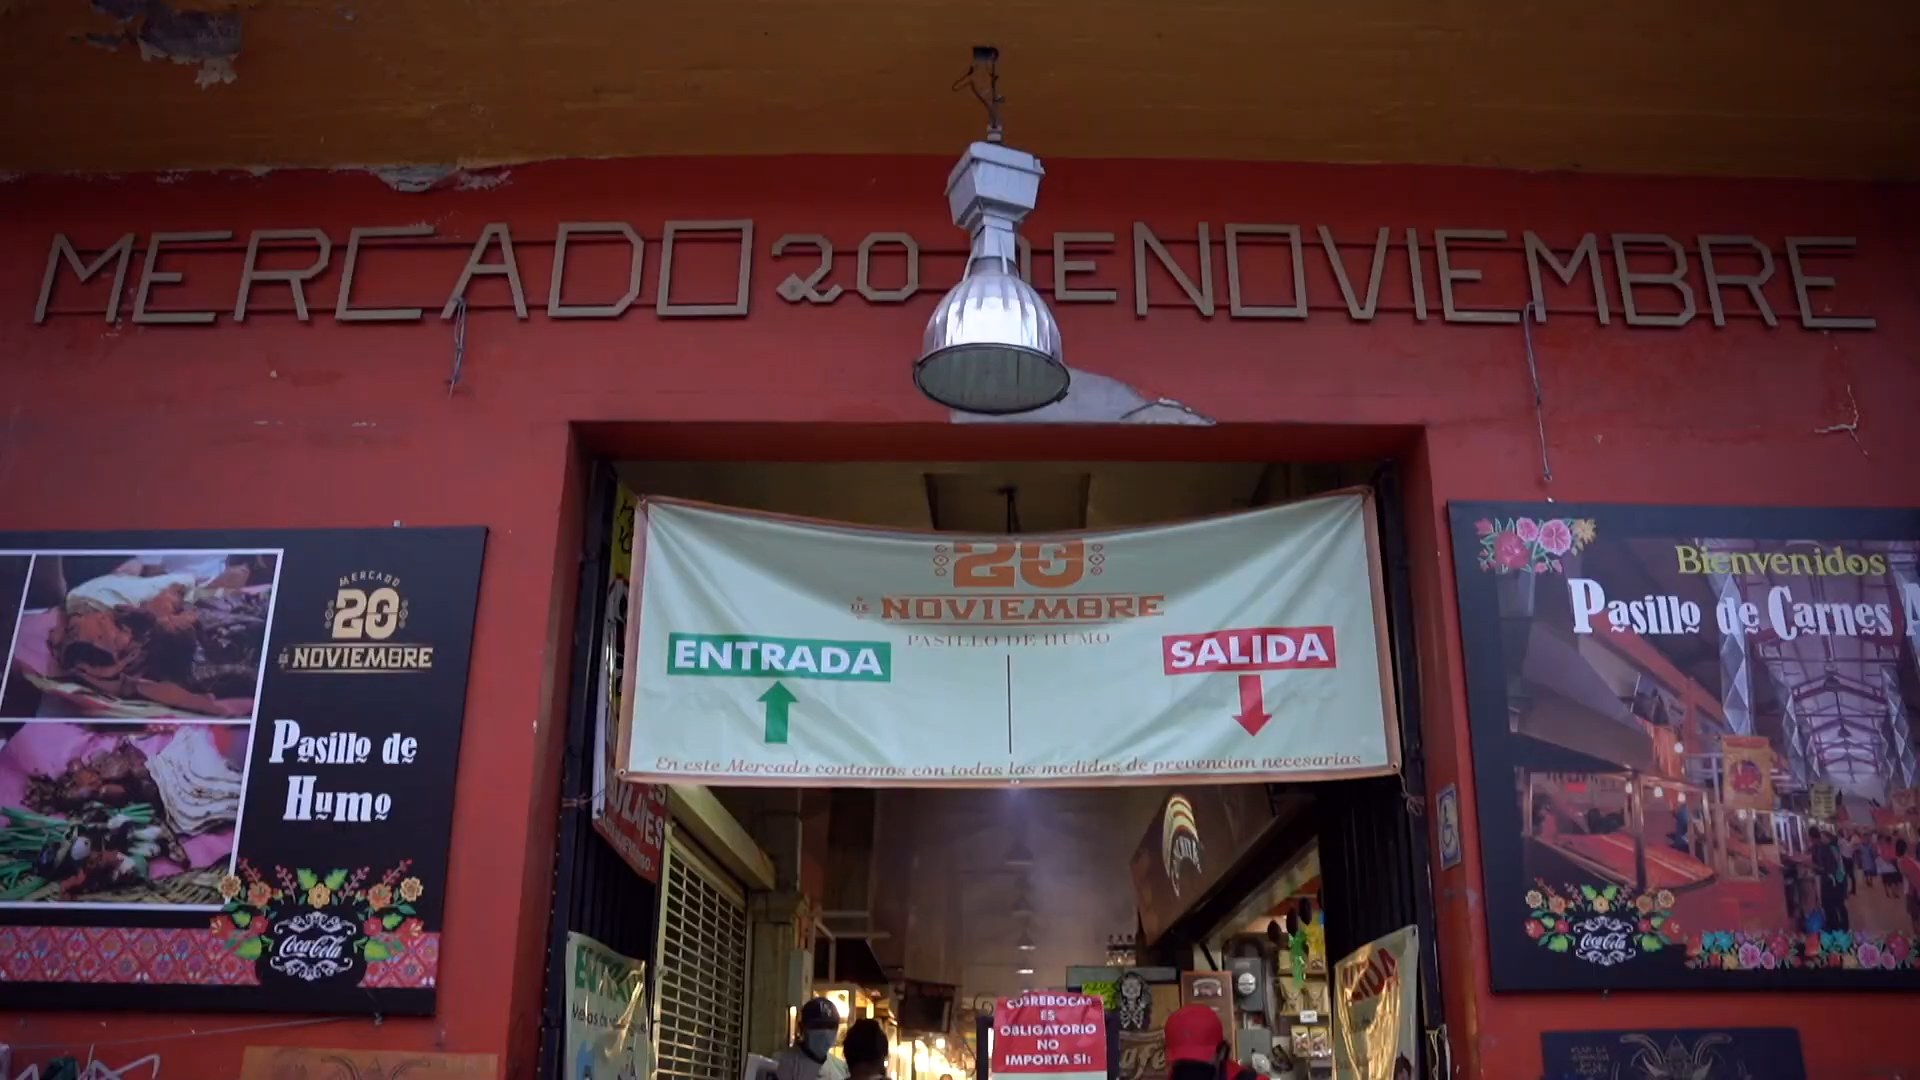 MERCADO 20 DE NOVIEMBRE
MERCADO
20
DE NOVIEMBRE
Pasillo de
Humo
Coca-Cola
20
DE NOVIEMBRE
PASILLO DE HUMO
ENTRADA
SALIDA
En este Mercado contamos con todas las medidas de prevencion necesarias
Bienvenidos
Pasillo de Carnes A
Coca-Cola
CUBREBOCAS
ES
OBLIGATORIO
NO
IMPORTA SI:
Café